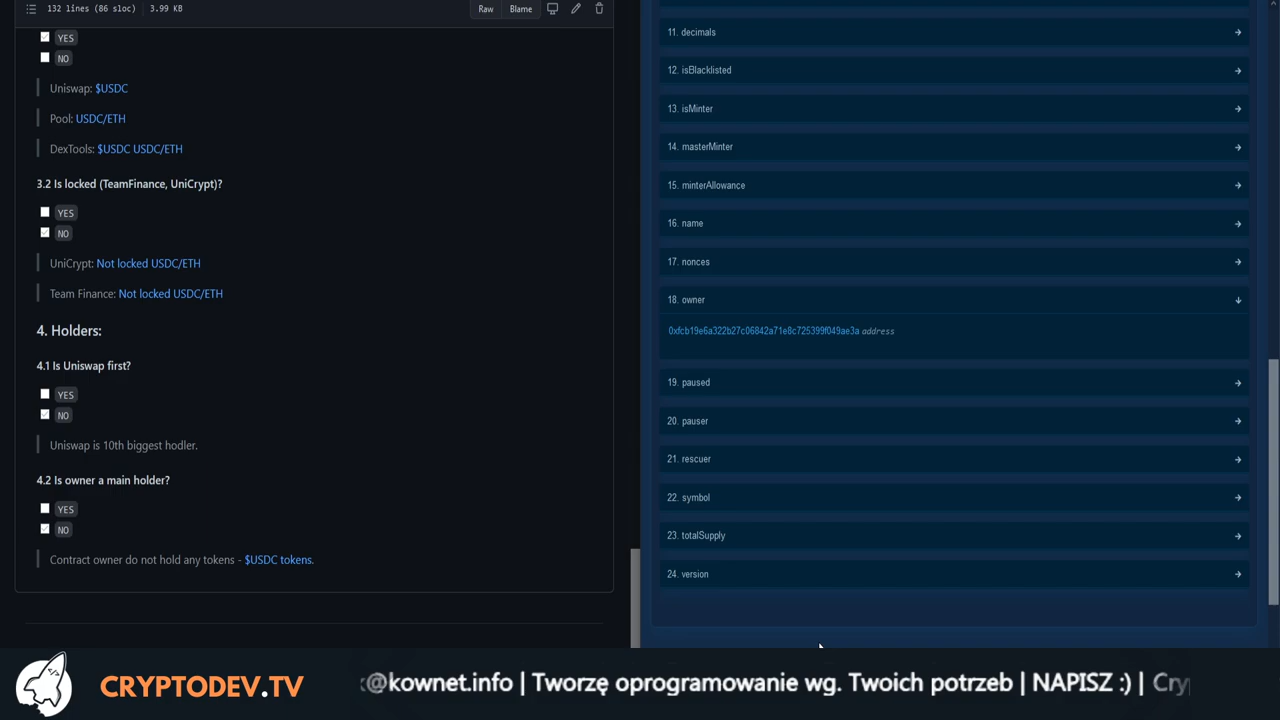 132 lines (86 sloc) | 3.99 KB
Raw Blame
YES
NO
Uniswap: $USDC
Pool: USDC/ETH
DexTools: $USDC USDC/ETH
3.2 Is locked (TeamFinance, UniCrypt)?
YES
NO
UniCrypt: Not locked USDC/ETH
Team Finance: Not locked USDC/ETH
4. Holders:
4.1 Is Uniswap first?
YES
NO
Uniswap is 10th biggest hodler.
4.2 Is owner a main holder?
YES
NO
Contract owner do not hold any tokens - $USDC tokens.
11. decimals
12. isBlacklisted
13. isMinter
14. masterMinter
15. minterAllowance
16. name
17. nonces
18. owner
0xfcb19e6a322b27c06842a71e8c725399f049ae3a address
19. paused
20. pauser
21. rescuer
22. symbol
23. totalSupply
24. version
CRYPTODEV.TV
@kownet.info | Tworzę oprogramowanie wg. Twoich potrzeb | NAPISZ :) | Cry